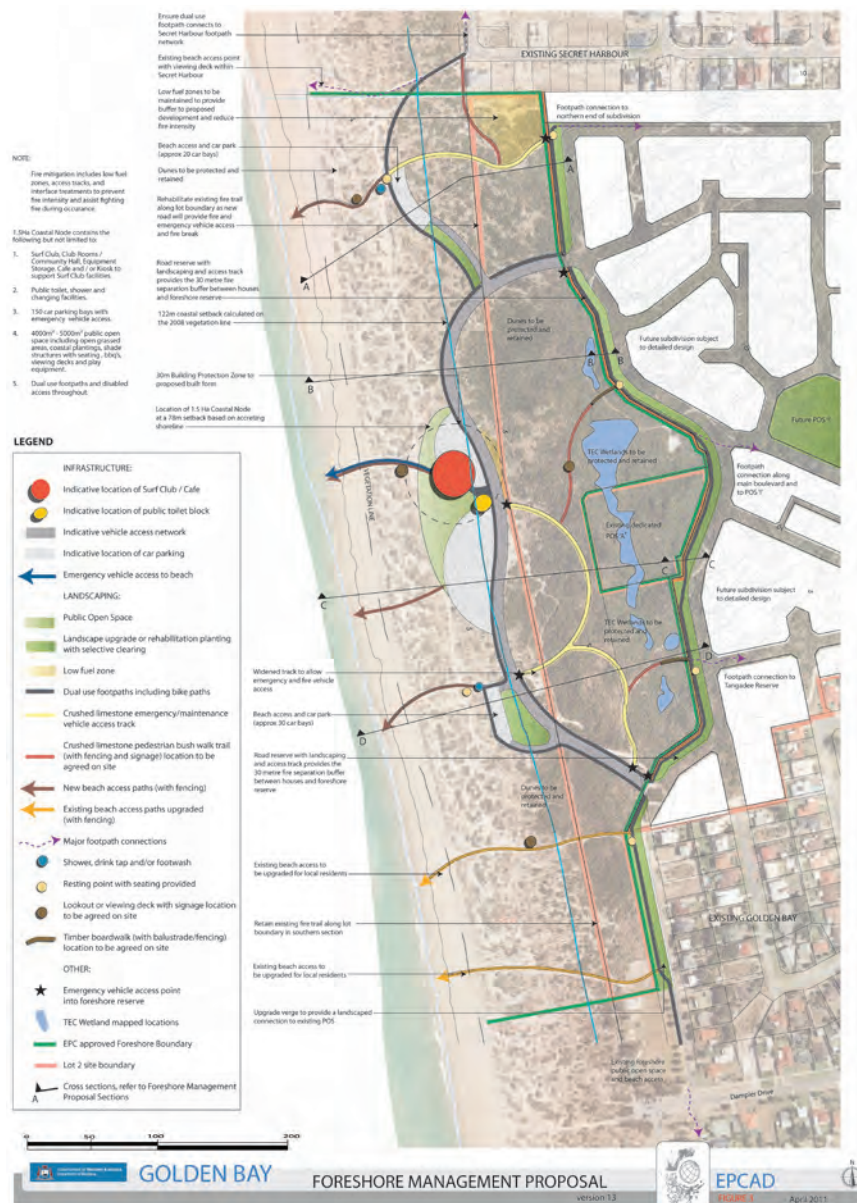 Ensure dual use
footpath connects to
Secret Harbour footpath
network
Existing beach access point
with viewing deck within
Secret Harbour
Low fuel zones to be
maintained to provide
buffer to proposed
development and reduce
fire intensity
Beach access and car park
(approx 20 car bays)
Dunes to be protected and
retained
Rehabilitate existing fire trail
along lot boundary as new
road will provide fire and
emergency vehicle access
and fire break
Road reserve with
landscaping and access track
provides the 30 metre fire
separation buffer between houses
and foreshore reserve
122m coastal setback calculated on
the 2008 vegetation line
30m Building Protection Zone to
proposed built form
Location of 1.5 Ha Coastal Node
at a 78m setback based on accreting
shoreline
NOTE:
Fire mitigation includes low fuel
zones, access tracks, and
interface treatments to prevent
fire intensity and assist fighting
fire during occurance.
1.5Ha Coastal Node contains the
following but not limited to:
1. Surf Club, Club Rooms /
Community Hall, Equipment
Storage, Cafe and / or Kiosk to
support Surf Club facilities
2. Public toilet, shower and
changing facilities.
3. 150 car parking bays with
emergency vehicle access.
4. 4000m² - 5000m² public open
space including open grassed
areas, coastal plantings, shade
structures with seating, bbq's,
viewing decks and play
equipment.
5. Dual use footpaths and disabled
access throughout.
LEGEND
INFRASTRUCTURE:
Indicative location of Surf Club / Cafe
Indicative location of public toilet block
Indicative vehicle access network
Indicative location of car parking
Emergency vehicle access to beach
LANDSCAPING:
Public Open Space
Landscape upgrade or rehabilitation planting
with selective clearing
Low fuel zone
Dual use footpaths including bike paths
Crushed limestone emergency/maintenance
vehicle access track
Crushed limestone pedestrian bush walk trail
(with fencing and signage) location to be
agreed on site
New beach access paths (with fencing)
Existing beach access paths upgraded
(with fencing)
Major footpath connections
Shower, drink tap and/or footwash
Resting point with seating provided
Lookout or viewing deck with signage location
to be agreed on site
Timber boardwalk (with balustrade/fencing)
location to be agreed on site
OTHER:
Emergency vehicle access point
into foreshore reserve
TEC Wetland mapped locations
EPC approved Foreshore Boundary
Lot 2 site boundary
Cross sections, refer to Foreshore Management
Proposal Sections
A
EXISTING SECRET HARBOUR
Footpath connection to
northern end of subdivision
A
A
Dunes to be
protected and
retained
Future subdivision subject
to detailed design
B
B
B
Future POS 'I'
TEC Wetlands to be
protected and retained
Footpath
connection along
main boulevard and
to POS 'I'
VEGETATION LINE
Existing dedicated
POS 'A'
C
C
C
Future subdivision subject
to detailed design
TEC Wetlands to be
protected and
retained
D
D
Footpath connection to
Tangadee Reserve
Widened track to allow
emergency and fire vehicle
access
Beach access and car park
(approx 30 car bays)
Road reserve with landscaping
and access track provides the
30 metre fire separation buffer
between houses and foreshore
reserve
Dunes to be
protected and
retained
Existing beach access to
be upgraded for local residents
EXISTING GOLDEN BAY
Retain existing fire trail along lot
boundary in southern section
Existing beach access to
be upgraded for local residents
Upgrade verge to provide a landscaped
connection to existing POS
Existing foreshore
public open space
and beach access
Dampier Drive
0 50 100 200
GOLDEN BAY
FORESHORE MANAGEMENT PROPOSAL
version 13
EPCAD
FIGURE 3
April 2011
N